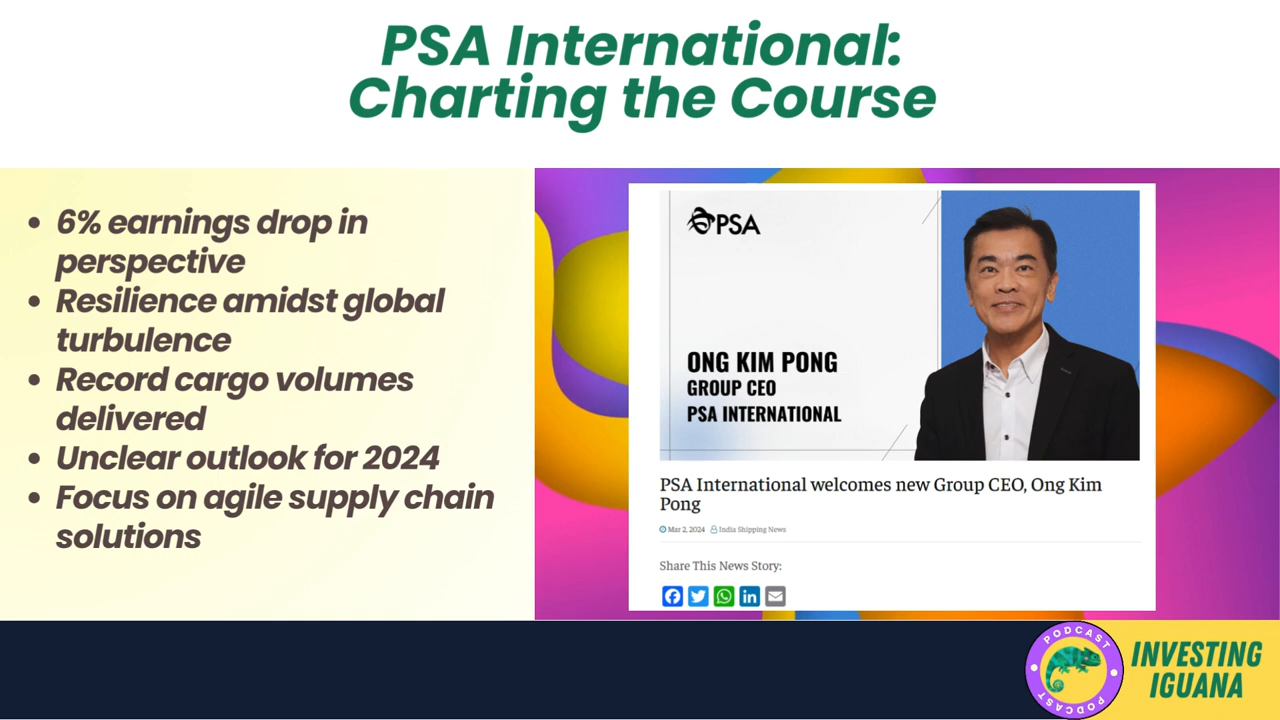 PSA International:
Charting the Course
• 6% earnings drop in
perspective
• Resilience amidst global
turbulence
• Record cargo volumes
delivered
• Unclear outlook for 2024
• Focus on agile supply chain
solutions
PSA
ONG KIM PONG
GROUP CEO
PSA INTERNATIONAL
PSA International welcomes new Group CEO, Ong Kim
Pong
Mar 2, 2024 India Shipping News
Share This News Story:
PODCAST
PODCAST
INVESTING
IGUANA